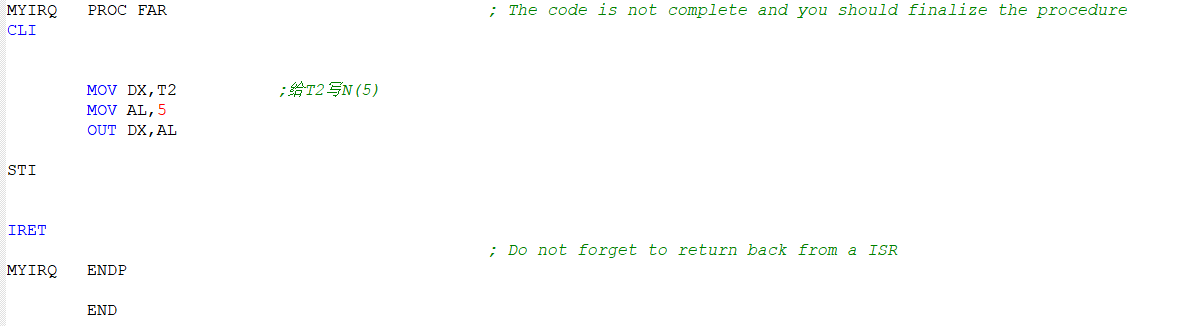 MYIRQ PROC FAR ; The code is not complete and you should finalize the procedure
CLI
MOV DX,T2 ;给T2写N(5)
MOV AL,5
OUT DX,AL
STI
IRET
; Do not forget to return back from a ISR
MYIRQ ENDP
END